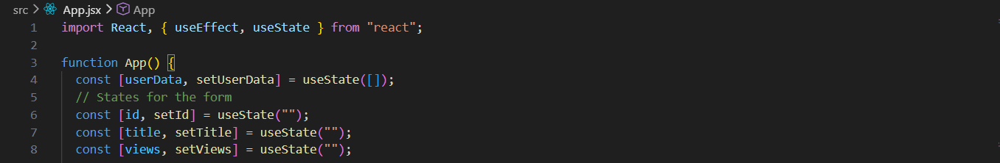 src > App.jsx > App
1 import React, { useEffect, useState } from "react";
2
3 function App() {
4 const [userData, setUserData] = useState([]);
5 // States for the form
6 const [id, setId] = useState("");
7 const [title, setTitle] = useState("");
8 const [views, setViews] = useState("");